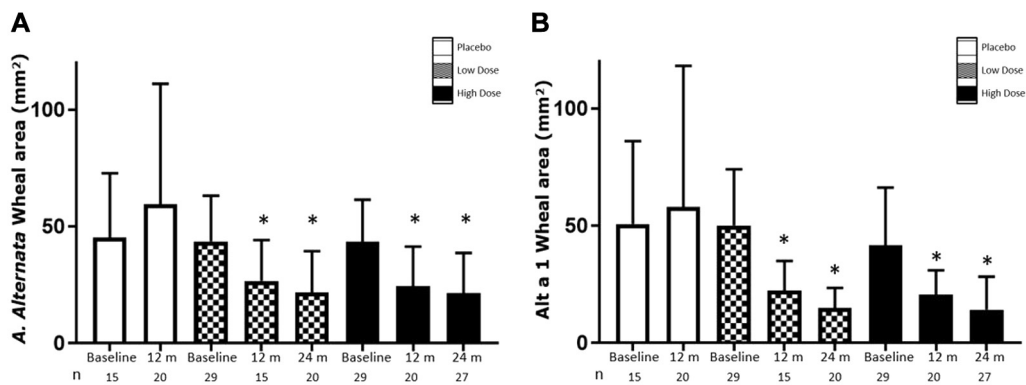 A
A. Alternata Wheal area (mm²)
100
50
0
Placebo
Low Dose
High Dose
*
*
*
*
Baseline 12 m Baseline 12 m 24 m Baseline 12 m 24 m
n 15 20 29 15 20 29 20 27
B
Alt a 1 Wheal area (mm²)
100
50
0
Placebo
Low Dose
High Dose
*
*
*
*
Baseline 12 m Baseline 12 m 24 m Baseline 12 m 24 m
15 20 29 15 20 29 20 27